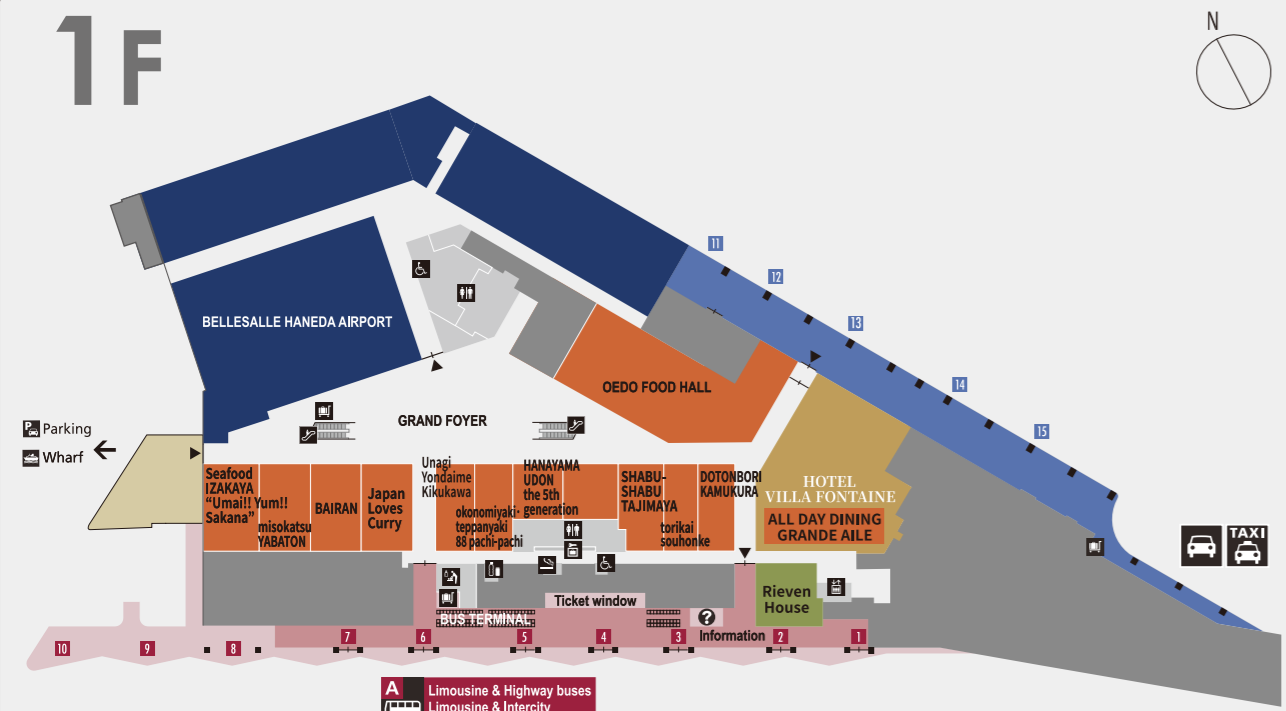 1F
N
11
12
13
14
15
BELLESALLE HANEDA AIRPORT
OEDO FOOD HALL
GRAND FOYER
P Parking
Wharf
Seafood
IZAKAYA
“Umai!! Yum!!
Sakana”
misokatsu
YABATON
BAIRAN
Japan
Loves
Curry
Unagi
Yondaime
Kikukawa
okonomiyaki·
teppanyaki
88 pachi-pachi
HANAYAMA
UDON
the 5th
generation
SHABU-
SHABU
TAJIMAYA
torikai
souhonke
DOTONBORI
KAMUKURA
HOTEL
VILLA FONTAINE
ALL DAY DINING
GRANDE AILE
TAXI
Rieven
House
Ticket window
BUS TERMINAL
?
Information
10
9
8
7
6
5
4
3
2
1
A
Limousine & Highway buses
Limousine & Intercity